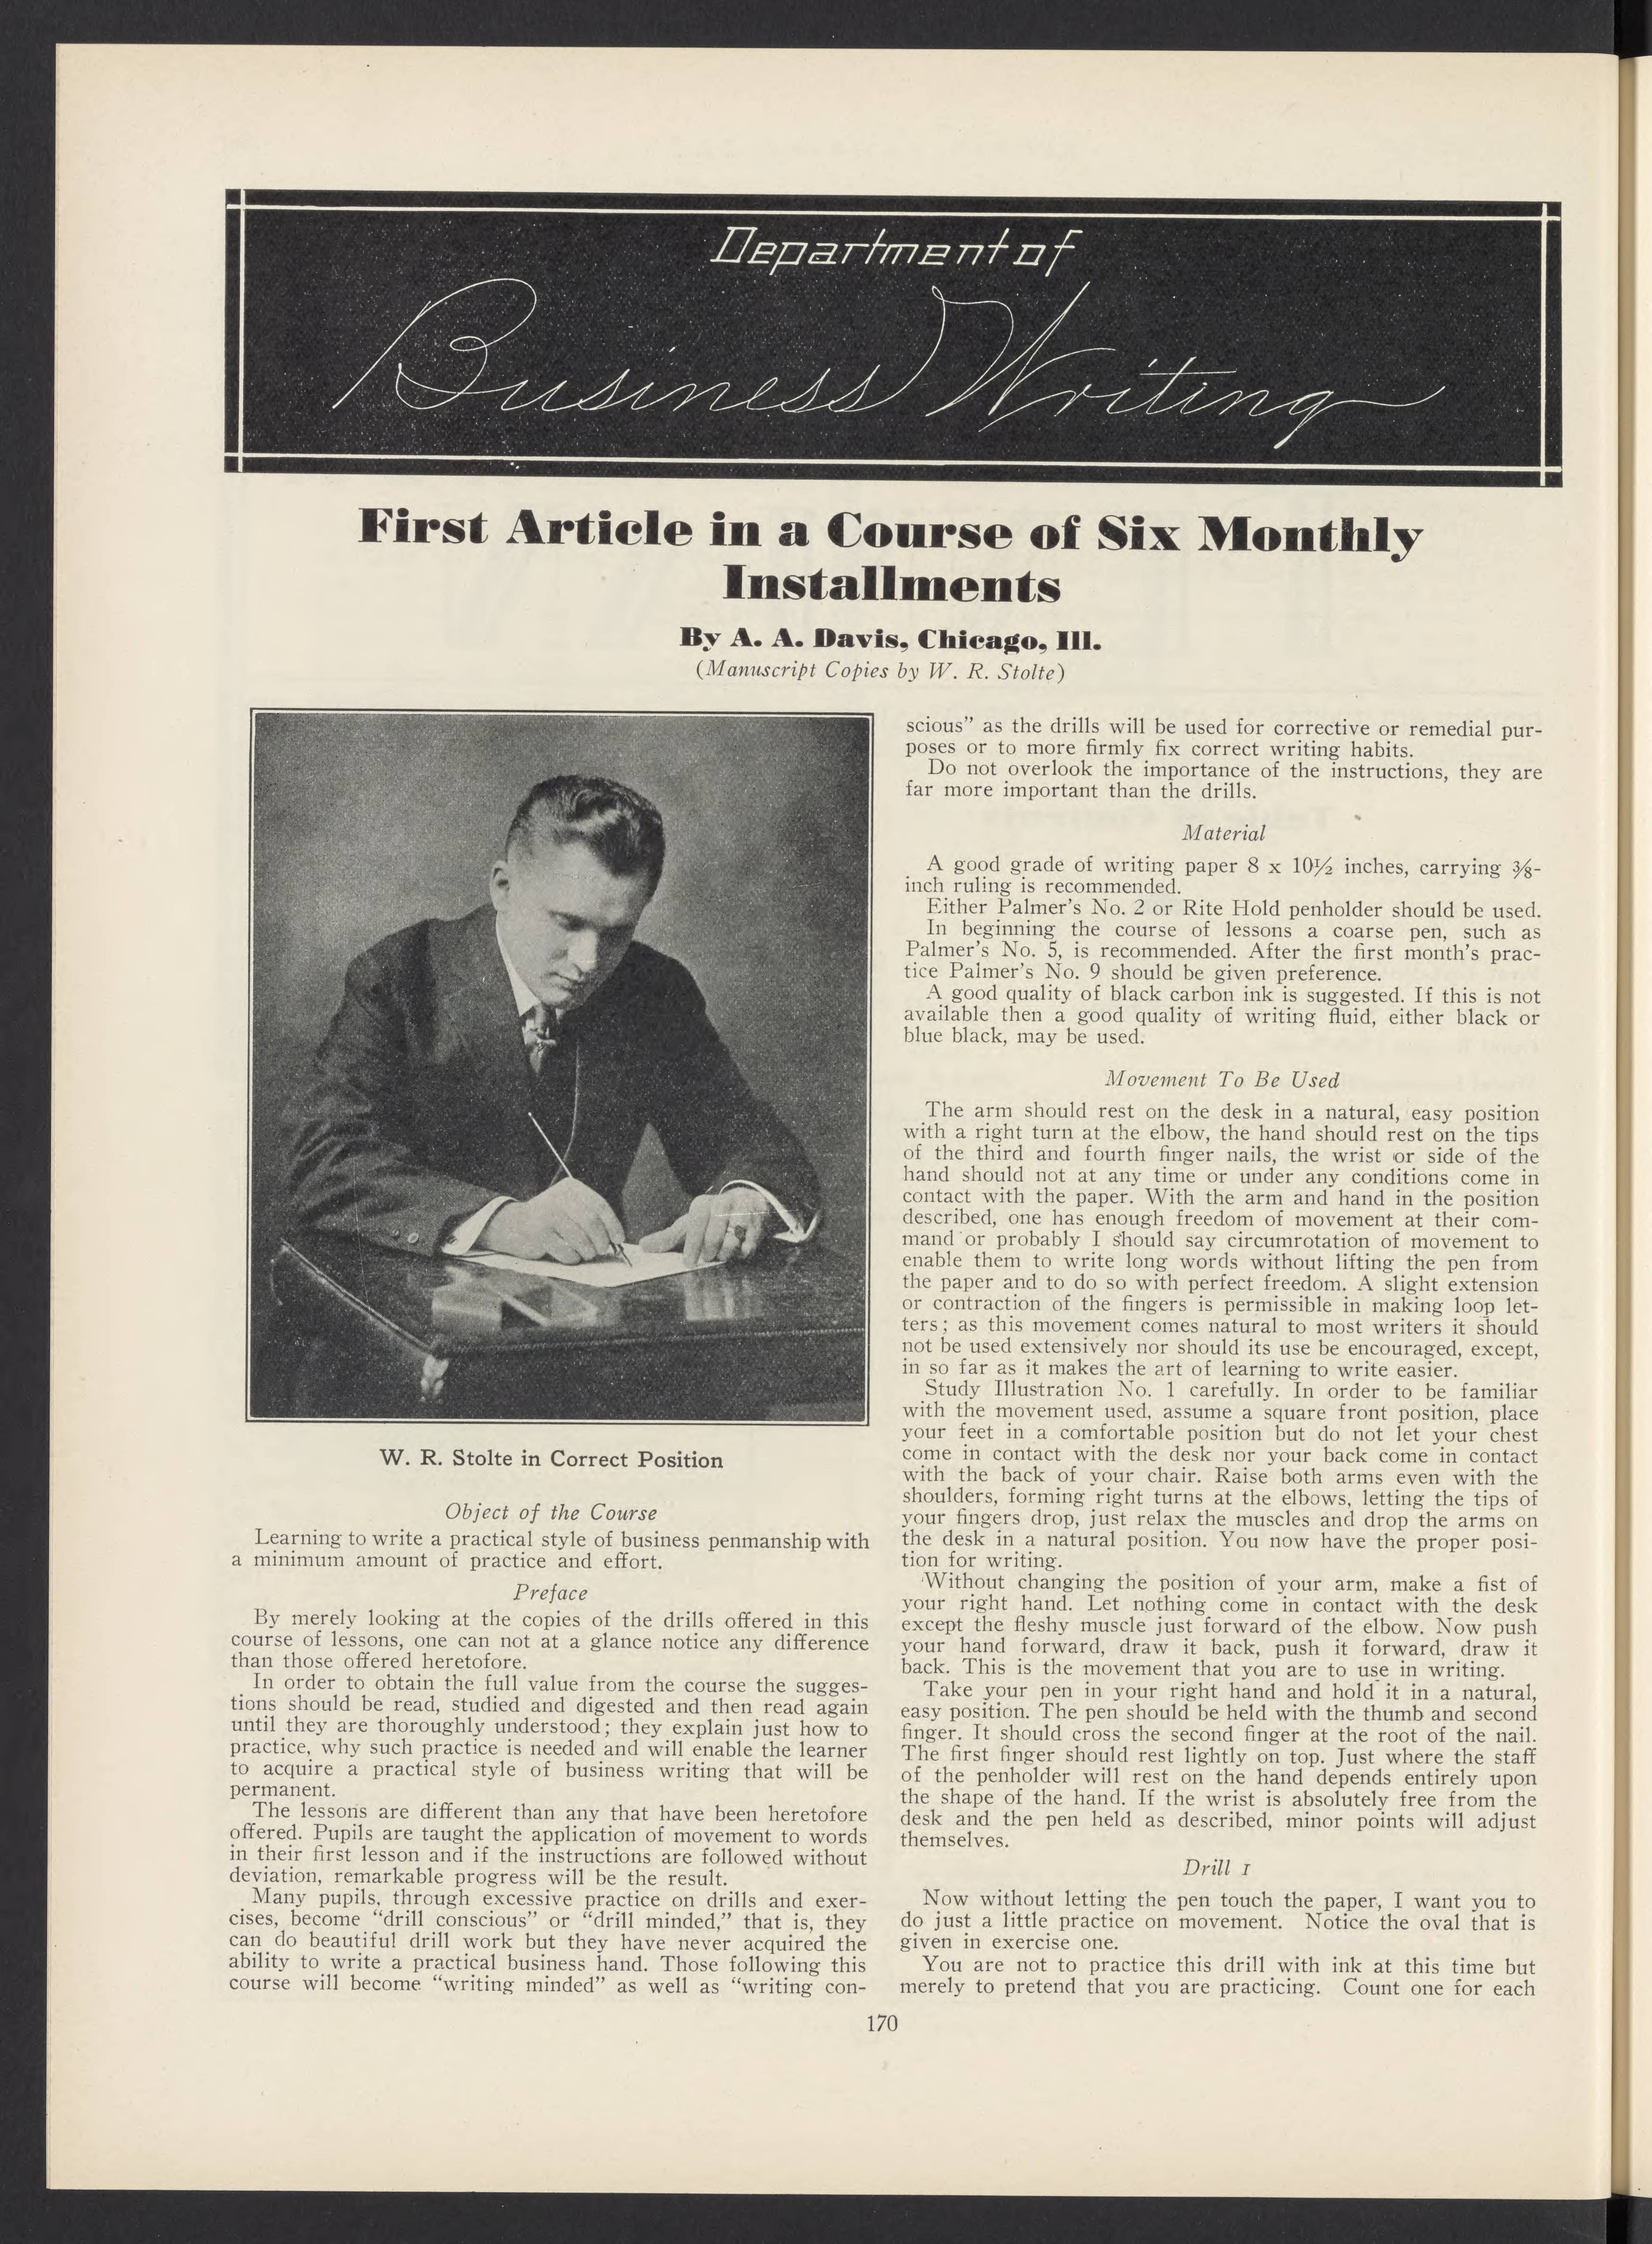 Department of
Business Writing
First Article in a Course of Six Monthly
Installments
By A. A. Davis, Chicago, Ill.
(Manuscript Copies by W. R. Stolte)
W. R. Stolte in Correct Position
Object of the Course
Learning to write a practical style of business penmanship with
a minimum amount of practice and effort.
Preface
By merely looking at the copies of the drills offered in this
course of lessons, one can not at a glance notice any difference
than those offered heretofore.
In order to obtain the full value from the course the sugges-
tions should be read, studied and digested and then read again
until they are thoroughly understood; they explain just how to
practice, why such practice is needed and will enable the learner
to acquire a practical style of business writing that will be
permanent.
The lessons are different than any that have been heretofore
offered. Pupils are taught the application of movement to words
in their first lesson and if the instructions are followed without
deviation, remarkable progress will be the result.
Many pupils, through excessive practice on drills and exer-
cises, become “drill conscious” or “drill minded,” that is, they
can do beautiful drill work but they have never acquired the
ability to write a practical business hand. Those following this
course will become “writing minded” as well as “writing con-
scious” as the drills will be used for corrective or remedial pur-
poses or to more firmly fix correct writing habits.
Do not overlook the importance of the instructions, they are
far more important than the drills.
Material
A good grade of writing paper 8 x 10½ inches, carrying ⅜-
inch ruling is recommended.
Either Palmer’s No. 2 or Rite Hold penholder should be used.
In beginning the course of lessons a coarse pen, such as
Palmer’s No. 5, is recommended. After the first month’s prac-
tice Palmer’s No. 9 should be given preference.
A good quality of black carbon ink is suggested. If this is not
available then a good quality of writing fluid, either black or
blue black, may be used.
Movement To Be Used
The arm should rest on the desk in a natural, easy position
with a right turn at the elbow, the hand should rest on the tips
of the third and fourth finger nails, the wrist or side of the
hand should not at any time or under any conditions come in
contact with the paper. With the arm and hand in the position
described, one has enough freedom of movement at their com-
mand or probably I should say circumrotation of movement to
enable them to write long words without lifting the pen from
the paper and to do so with perfect freedom. A slight extension
or contraction of the fingers is permissible in making loop let-
ters; as this movement comes natural to most writers it should
not be used extensively nor should its use be encouraged, except,
in so far as it makes the art of learning to write easier.
Study Illustration No. 1 carefully. In order to be familiar
with the movement used, assume a square front position, place
your feet in a comfortable position but do not let your chest
come in contact with the desk nor your back come in contact
with the back of your chair. Raise both arms even with the
shoulders, forming right turns at the elbows, letting the tips of
your fingers drop, just relax the muscles and drop the arms on
the desk in a natural position. You now have the proper posi-
tion for writing.
Without changing the position of your arm, make a fist of
your right hand. Let nothing come in contact with the desk
except the fleshy muscle just forward of the elbow. Now push
your hand forward, draw it back, push it forward, draw it
back. This is the movement that you are to use in writing.
Take your pen in your right hand and hold it in a natural,
easy position. The pen should be held with the thumb and second
finger. It should cross the second finger at the root of the nail.
The first finger should rest lightly on top. Just where the staff
of the penholder will rest on the hand depends entirely upon
the shape of the hand. If the wrist is absolutely free from the
desk and the pen held as described, minor points will adjust
themselves.
Drill 1
Now without letting the pen touch the paper, I want you to
do just a little practice on movement. Notice the oval that is
given in exercise one.
You are not to practice this drill with ink at this time but
merely to pretend that you are practicing. Count one for each
170